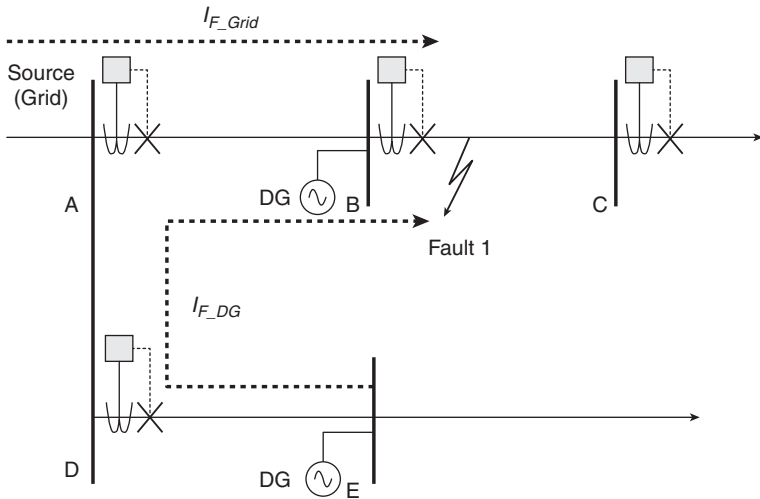 I_F_Grid
Source
(Grid)
A
DG
B
C
Fault 1
I_F_DG
D
DG
E